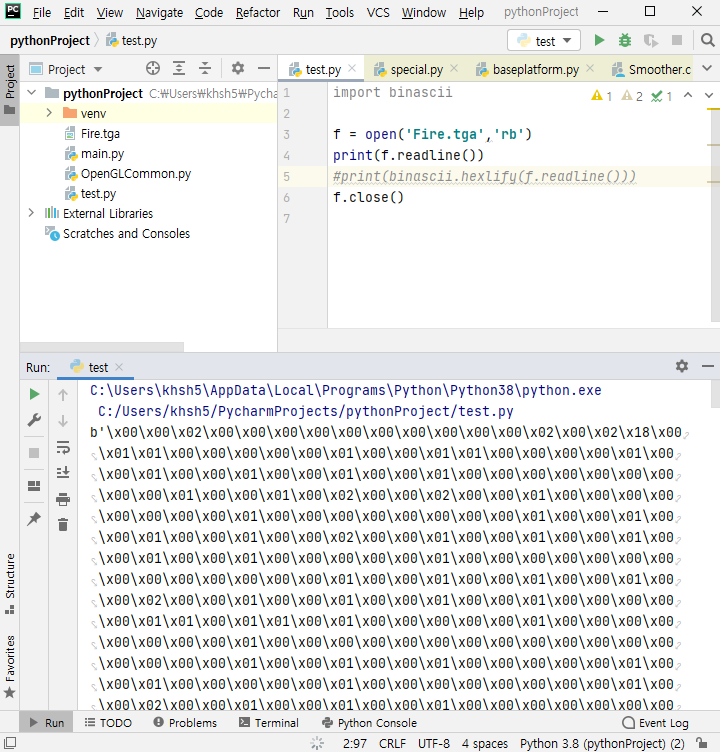 PC File Edit View Navigate Code Refactor Run Tools VCS Window Help pythonProject
pythonProject test.py test
Project
Project
test.py special.py baseplatform.py Smoother.c
pythonProject C:₩Users₩khsh5₩Pycha
venv
Fire.tga
main.py
OpenGLCommon.py
test.py
External Libraries
Scratches and Consoles
1 import binascii 1 2 1
2
3 f = open('Fire.tga','rb')
4 print(f.readline())
5 #print(binascii.hexlify(f.readline()))
6 f.close()
7
Run: test
C:\Users\khsh5\AppData\Local\Programs\Python\Python38\python.exe
C:/Users/khsh5/PycharmProjects/pythonProject/test.py
b'\x00\x00\x02\x00\x00\x00\x00\x00\x00\x00\x00\x00\x02\x00\x02\x18\x00
\x01\x01\x00\x00\x00\x00\x01\x00\x00\x01\x01\x00\x00\x00\x00\x01\x00
\x00\x01\x00\x00\x01\x00\x00\x01\x00\x00\x01\x00\x00\x00\x00\x00\x00
\x00\x00\x01\x00\x00\x01\x00\x02\x00\x00\x02\x00\x00\x01\x00\x00\x00
\x00\x00\x01\x00\x00\x00\x00\x00\x00\x00\x00\x00\x01\x00\x00\x01\x00
\x00\x01\x00\x00\x01\x00\x02\x00\x00\x01\x00\x00\x01\x00\x00\x00\x00
\x00\x01\x00\x00\x01\x00\x00\x00\x00\x00\x00\x00\x00\x00\x00\x00\x00
\x00\x00\x00\x00\x00\x00\x01\x00\x01\x00\x00\x01\x00\x00\x00\x00\x00
\x00\x02\x00\x00\x01\x00\x01\x00\x00\x01\x00\x00\x01\x00\x00\x00\x00
\x01\x01\x01\x01\x00\x00\x00\x00\x01\x00\x00\x00\x01\x00\x00\x00\x00
\x00\x00\x00\x01\x00\x00\x00\x00\x00\x00\x00\x00\x00\x00\x00\x01\x00
\x00\x00\x00\x01\x00\x00\x01\x00\x01\x00\x00\x01\x00\x00\x00\x00\x00
\x00\x01\x00\x00\x00\x00\x01\x00\x00\x01\x00\x00\x00\x00\x00\x00\x00
\x00\x02\x00\x00\x01\x00\x00\x01\x00\x00\x00\x00\x01\x00\x00\x01\x00
Structure
Favorites
Run TODO Problems Terminal Python Console Event Log
2:97 CRLF UTF-8 4 spaces Python 3.8 (pythonProject) (2)